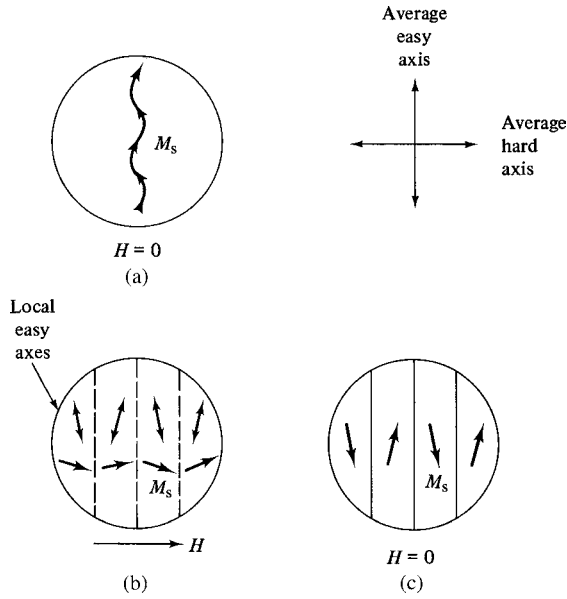 Average
easy
axis
Average
hard
axis
Ms
H = 0
(a)
Local
easy
axes
Ms
H
(b)
Ms
H = 0
(c)